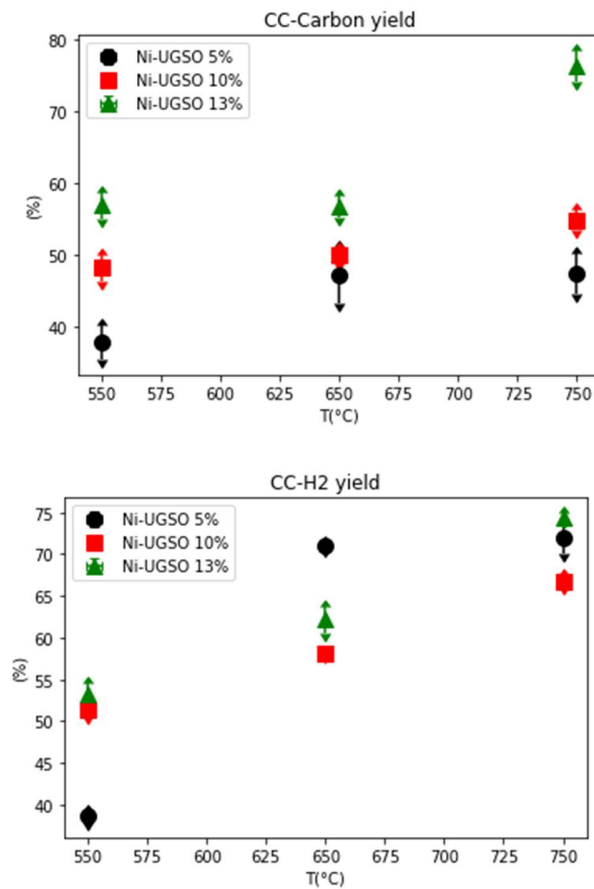 CC-Carbon yield
80
70
60
50
40
(%)
Ni-UGSO 5%
Ni-UGSO 10%
Ni-UGSO 13%
550 575 600 625 650 675 700 725 750
T(°C)
CC-H2 yield
75
70
65
60
55
50
45
40
(%)
Ni-UGSO 5%
Ni-UGSO 10%
Ni-UGSO 13%
550 575 600 625 650 675 700 725 750
T(°C)